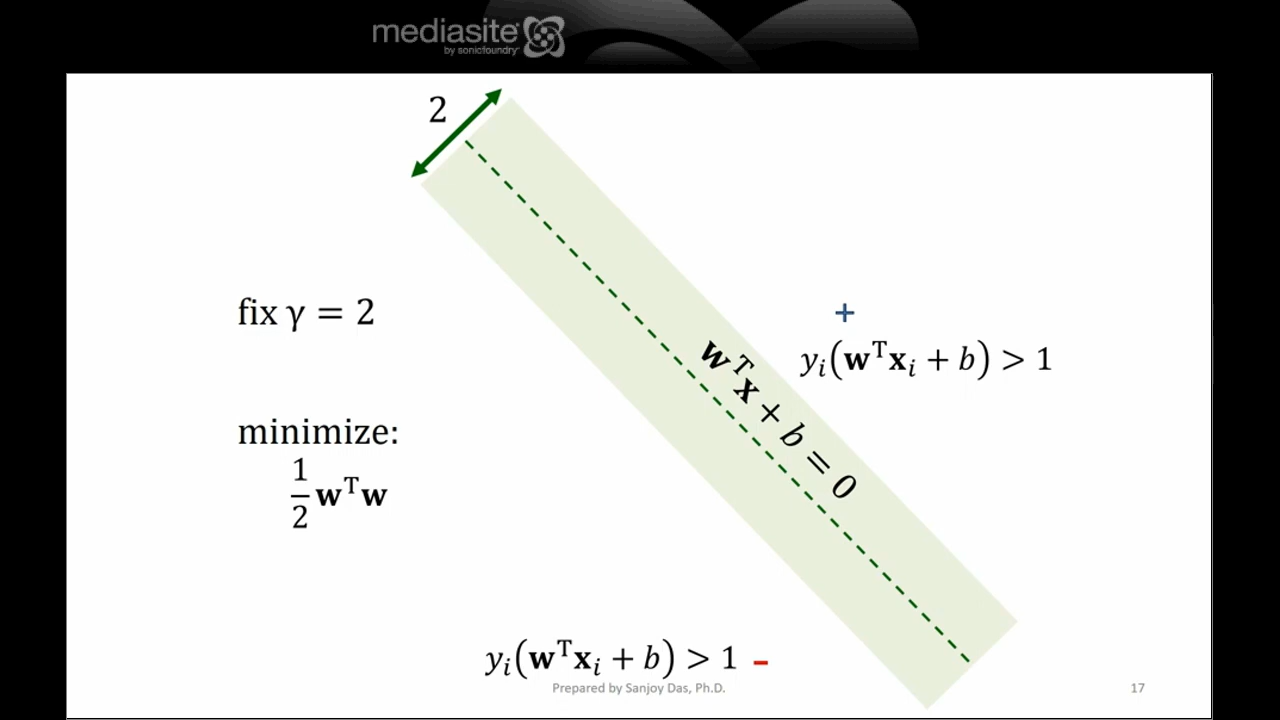 mediasite
by sonicfoundry
2
fix γ = 2
+
yᵢ(𝐰ᵀ𝐱ᵢ + b) > 1
𝐰ᵀ𝐱 + b = 0
minimize:
1/2 𝐰ᵀ𝐰
yᵢ(𝐰ᵀ𝐱ᵢ + b) > 1 -
Prepared by Sanjoy Das, Ph.D.
17